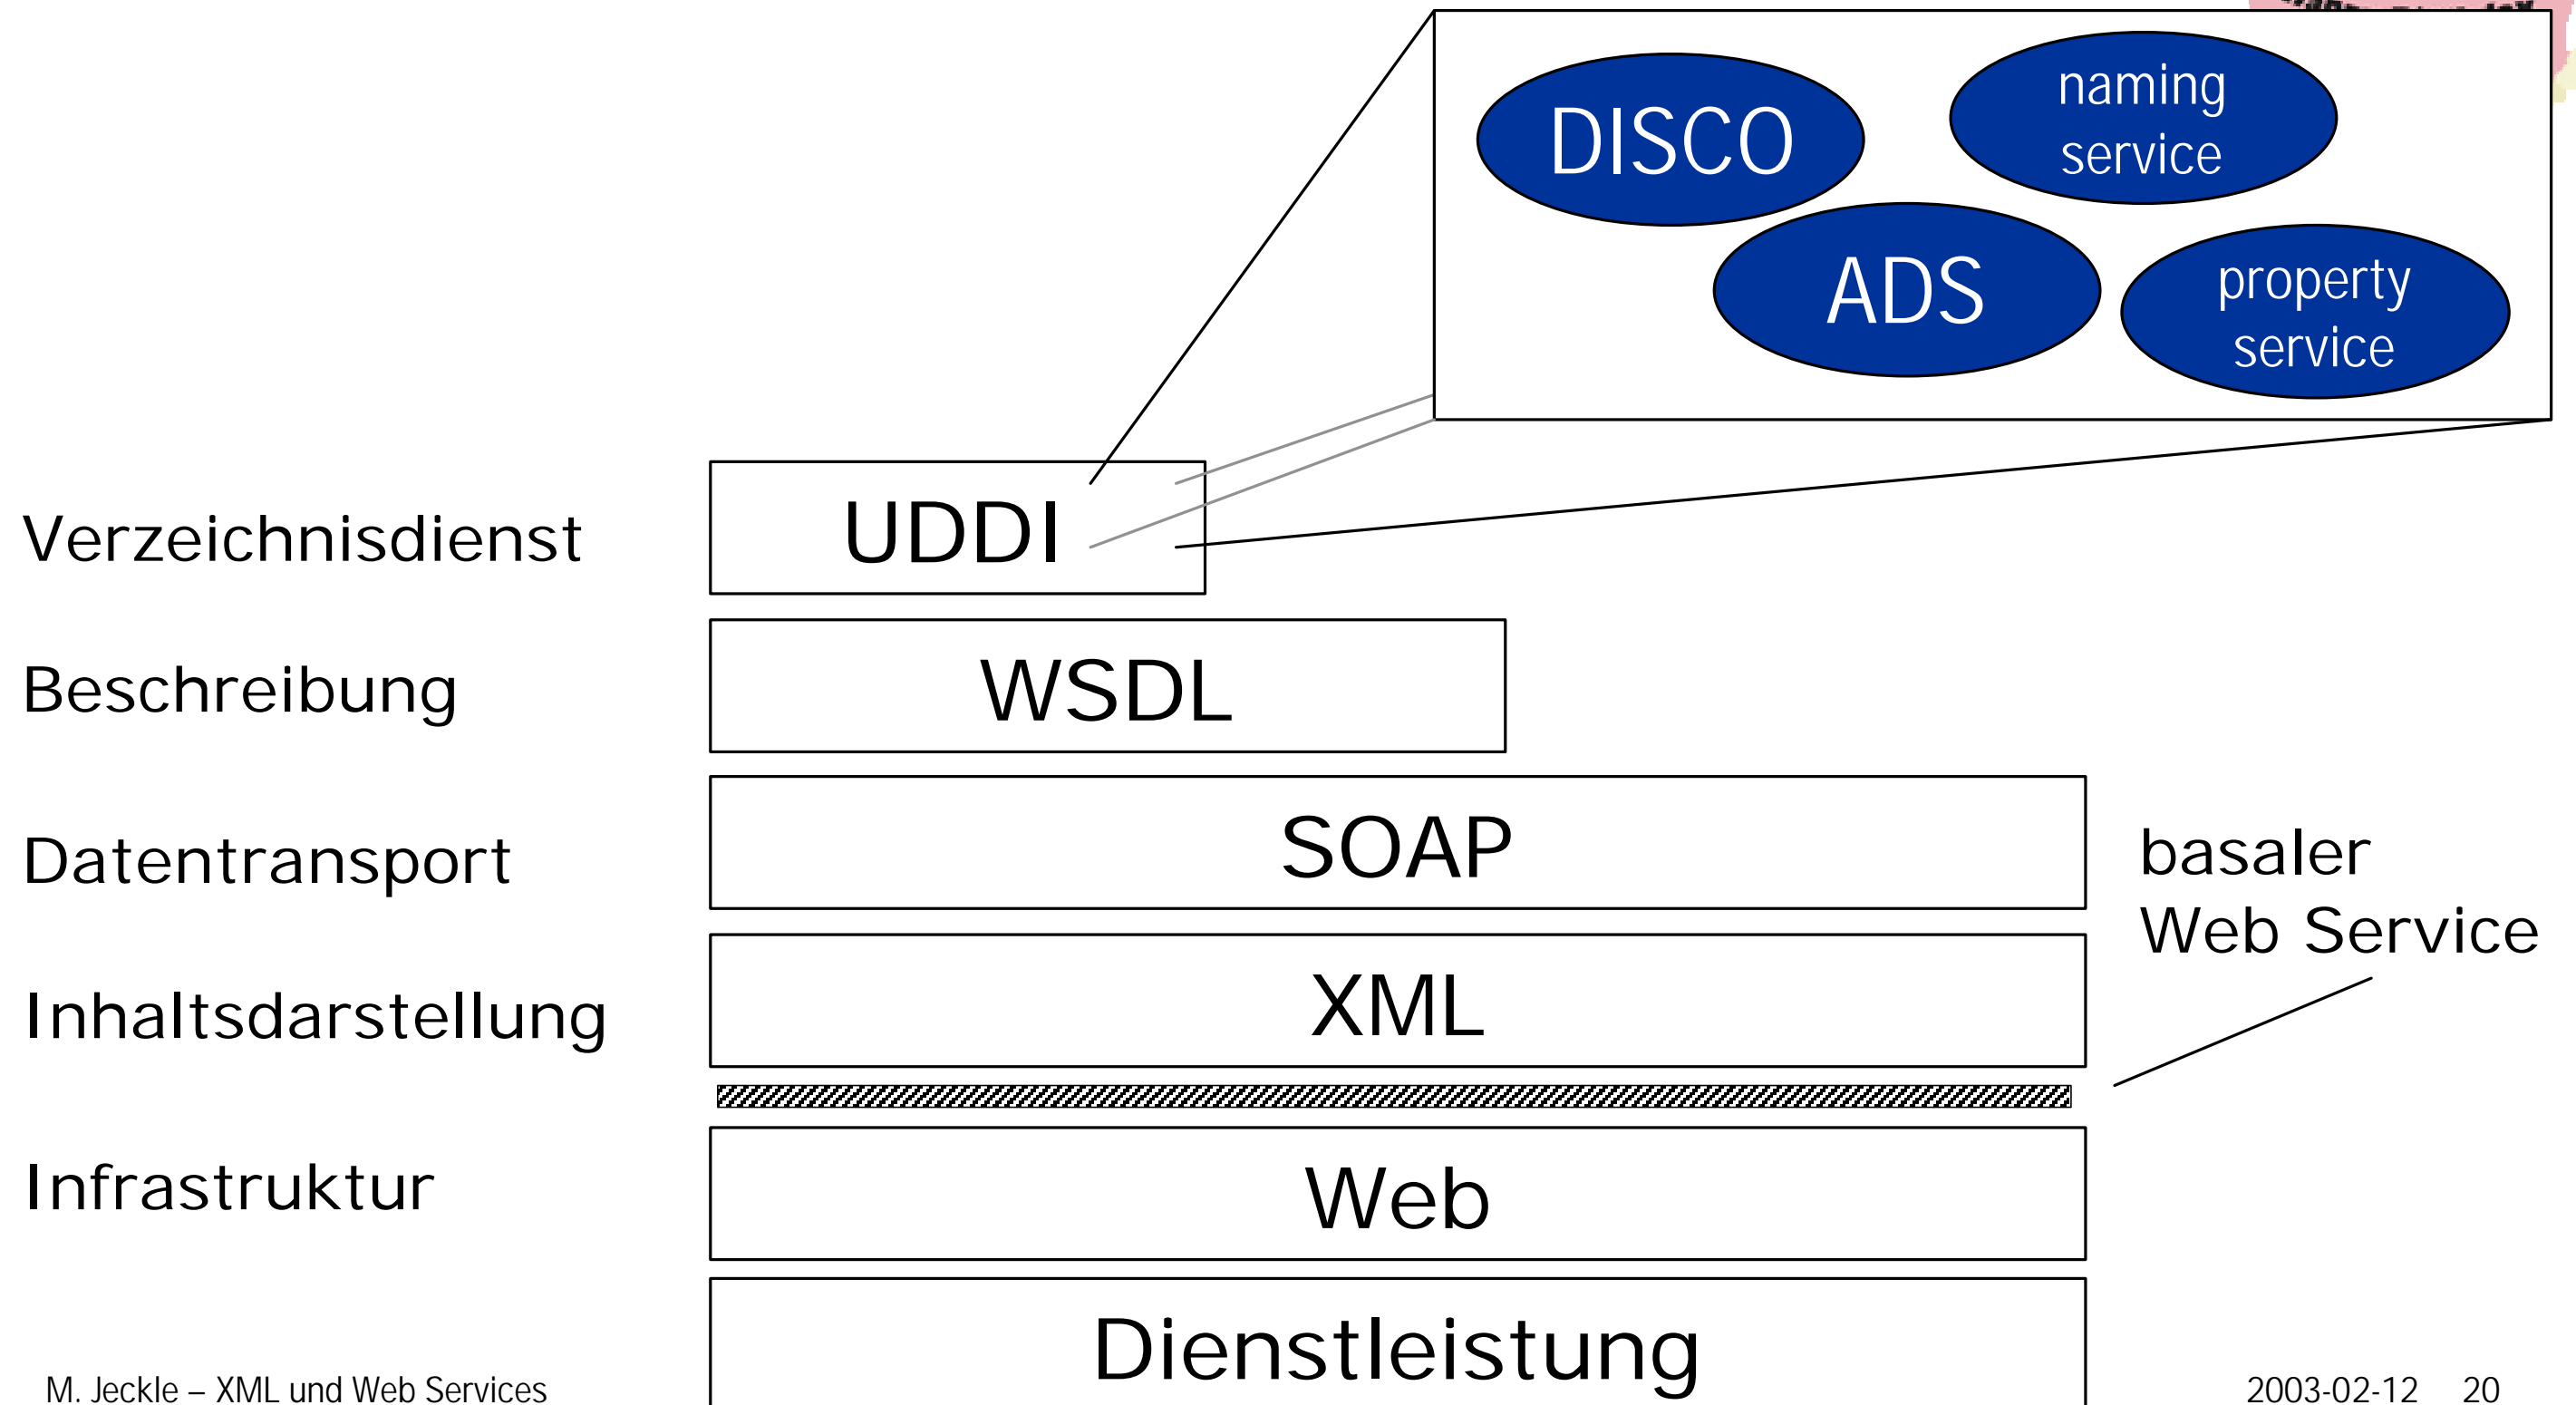 DISCO
naming
service
ADS
property
service
Verzeichnisdienst
UDDI
Beschreibung
WSDL
Datentransport
SOAP
basaler
Web Service
Inhaltsdarstellung
XML
Infrastruktur
Web
Dienstleistung
M. Jeckle – XML und Web Services
2003-02-12 20